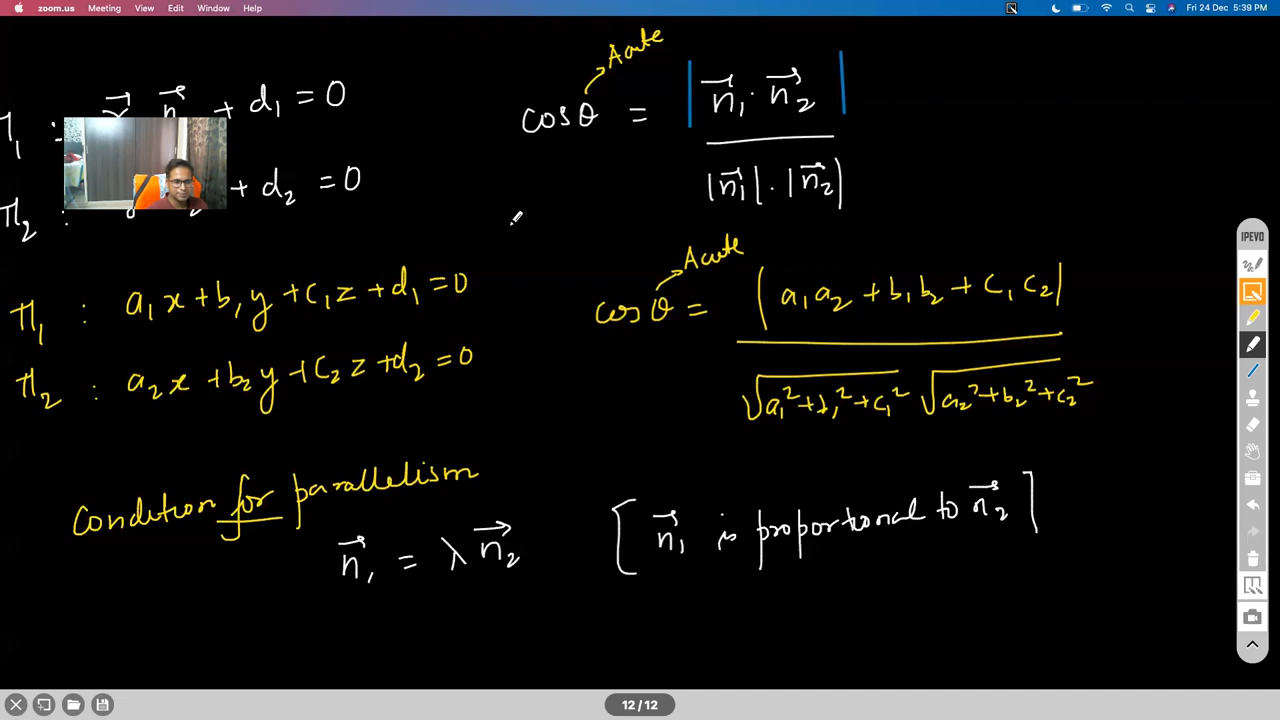 zoom.us Meeting View Edit Window Help Fri 24 Dec 5:39 PM
Acute
+ d₁ = 0
cosθ = |n⃗₁ · n⃗₂|
|n⃗₁| · |n⃗₂|
π₂ : + d₂ = 0
IPEVO
Acute
π₁ : a₁x + b₁y + c₁z + d₁ = 0
cosθ = |a₁a₂ + b₁b₂ + c₁c₂|
π₂ : a₂x + b₂y + c₂z + d₂ = 0
√a₁² + b₁² + c₁² √a₂² + b₂² + c₂²
Condition for parallelism
n⃗₁ = λ n⃗₂ [n⃗₁ is proportional to n⃗₂]
12 / 12